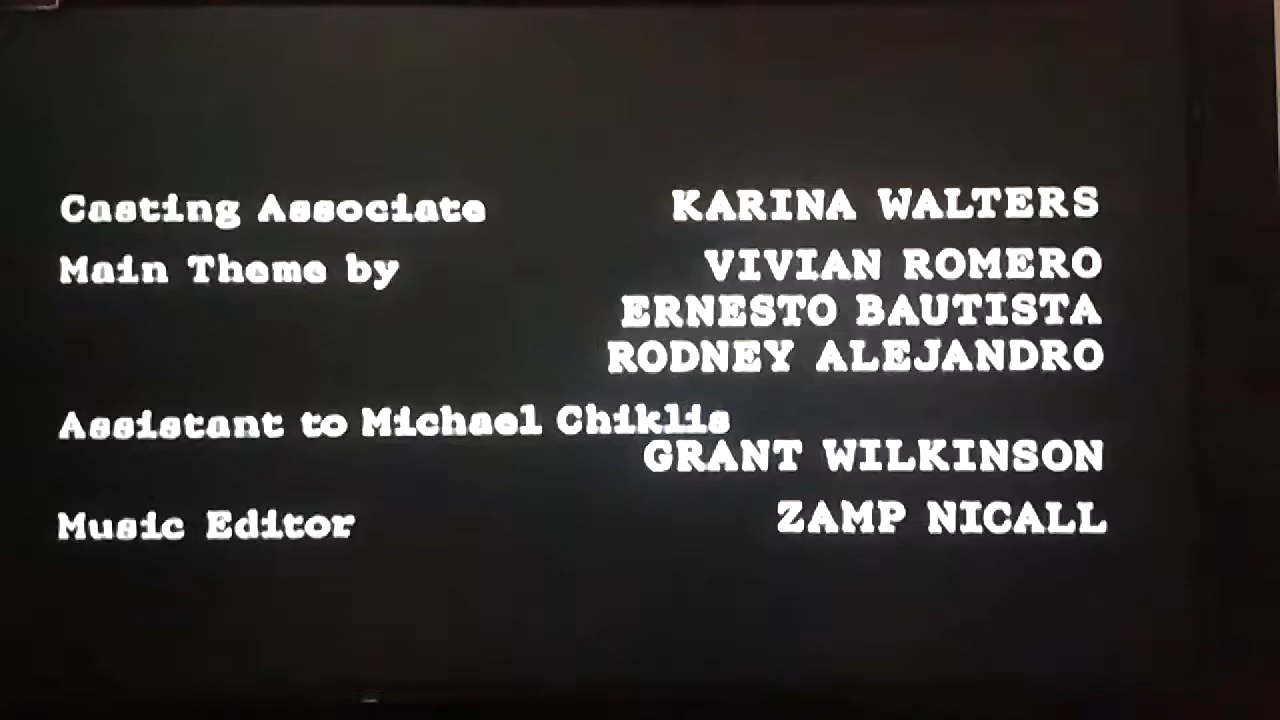 Casting Associate KARINA WALTERS
Main Theme by VIVIAN ROMERO
ERNESTO BAUTISTA
RODNEY ALEJANDRO
Assistant to Michael Chiklis
GRANT WILKINSON
Music Editor ZAMP NICALL